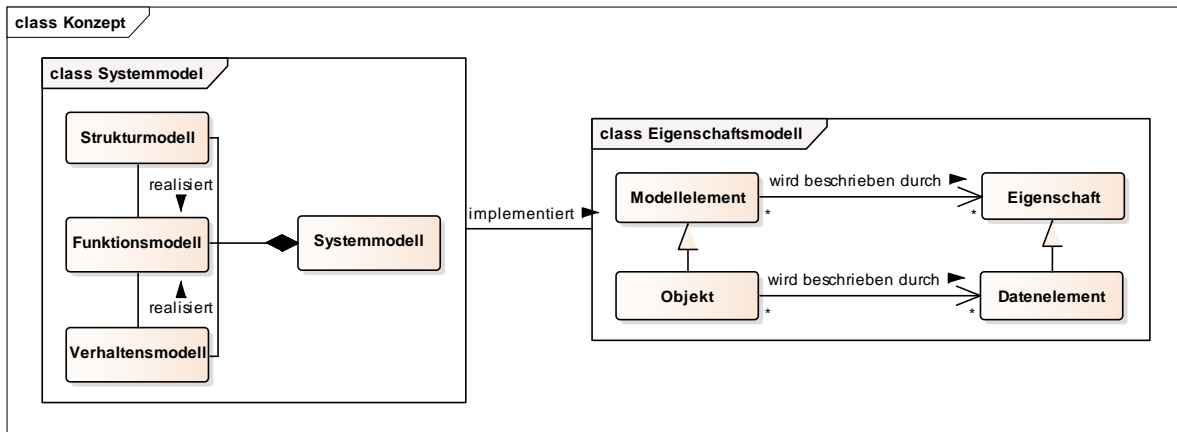 class Konzept
class Systemmodel
Strukturmodell
realisiert
Funktionsmodell
Systemmodell
realisiert
Verhaltensmodell
implementiert
class Eigenschaftsmodell
Modellelement
wird beschrieben durch
Eigenschaft
*
*
Objekt
wird beschrieben durch
Datenelement
*
*